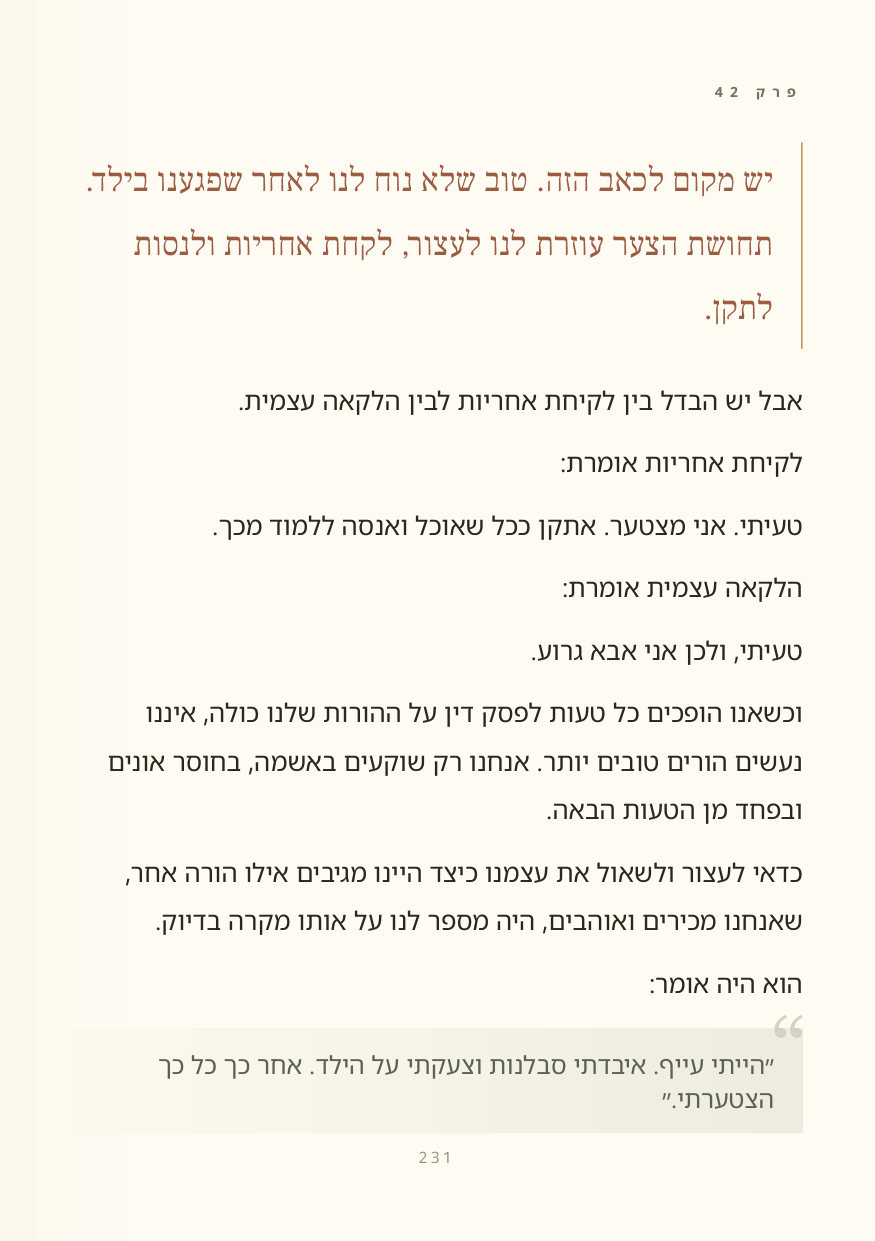 פרק 42
יש מקום לכאב הזה. טוב שלא נוח לנו לאחר שפגענו בילד.
תחושת הצער עוזרת לנו לעצור, לקחת אחריות ולנסות
לתקן.
אבל יש הבדל בין לקיחת אחריות לבין הלקאה עצמית.
לקיחת אחריות אומרת:
טעיתי. אני מצטער. אתקן ככל שאוכל ואנסה ללמוד מכך.
הלקאה עצמית אומרת:
טעיתי, ולכן אני אבא גרוע.
וכשאנו הופכים כל טעות לפסק דין על ההורות שלנו כולה, איננו
נעשים הורים טובים יותר. אנחנו רק שוקעים באשמה, בחוסר אונים
ובפחד מן הטעות הבאה.
כדאי לעצור ולשאול את עצמנו כיצד היינו מגיבים אילו הורה אחר,
שאנחנו מכירים ואוהבים, היה מספר לנו על אותו מקרה בדיוק.
הוא היה אומר:
“
״הייתי עייף. איבדתי סבלנות וצעקתי על הילד. אחר כך כל כך
הצטערתי.״
231